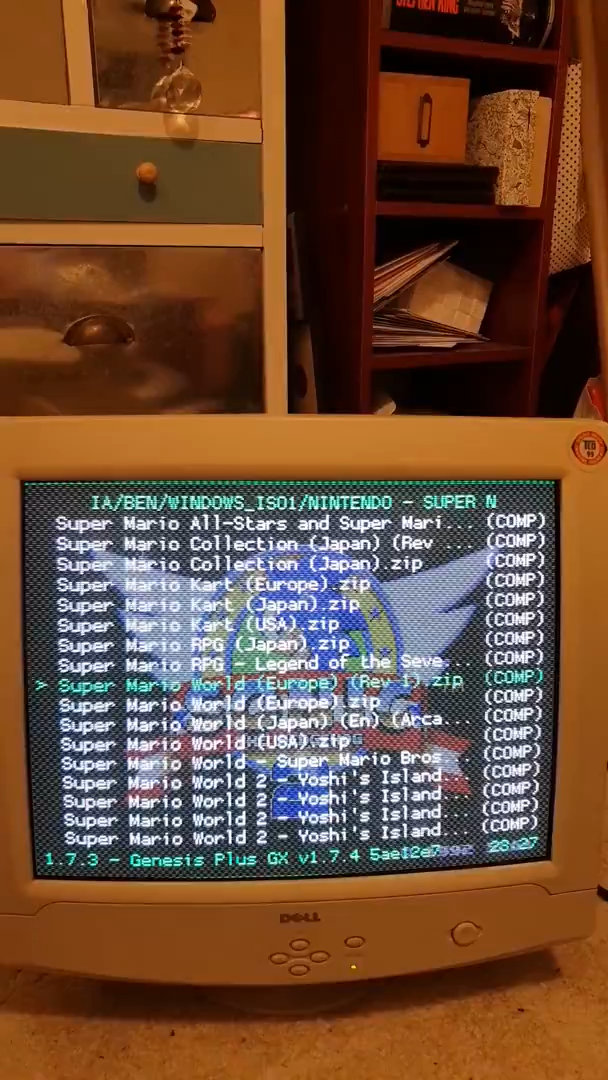 STEPHEN KING
TCO
99
IA/BEN/WINDOWS_ISO1/NINTENDO - SUPER N
Super Mario All-Stars and Super Mari... (COMP)
Super Mario Collection (Japan) (Rev ... (COMP)
Super Mario Collection (Japan).zip (COMP)
Super Mario Kart (Europe).zip (COMP)
Super Mario Kart (Japan).zip (COMP)
Super Mario Kart (USA).zip (COMP)
Super Mario RPG (Japan).zip (COMP)
Super Mario RPG - Legend of the Seve... (COMP)
> Super Mario World (Europe) (Rev 1).zip (COMP)
Super Mario World (Europe).zip (COMP)
Super Mario World (Japan) (En) (Arca... (COMP)
Super Mario World (USA).zip (COMP)
Super Mario World - Super Mario Bros... (COMP)
Super Mario World 2 - Yoshi's Island... (COMP)
Super Mario World 2 - Yoshi's Island... (COMP)
Super Mario World 2 - Yoshi's Island... (COMP)
Super Mario World 2 - Yoshi's Island... (COMP)
1.7.3 - Genesis Plus GX v1.7.4 28:27
DELL